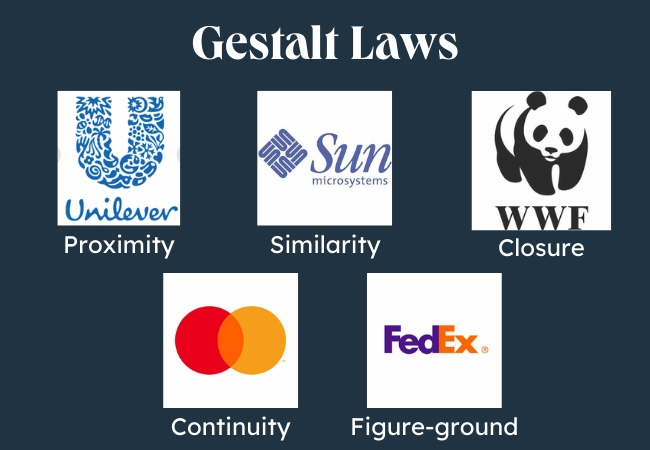 Gestalt Laws
Unilever
Proximity
Sun
microsystems
Similarity
WWF
Closure
Continuity
FedEx®
Figure-ground